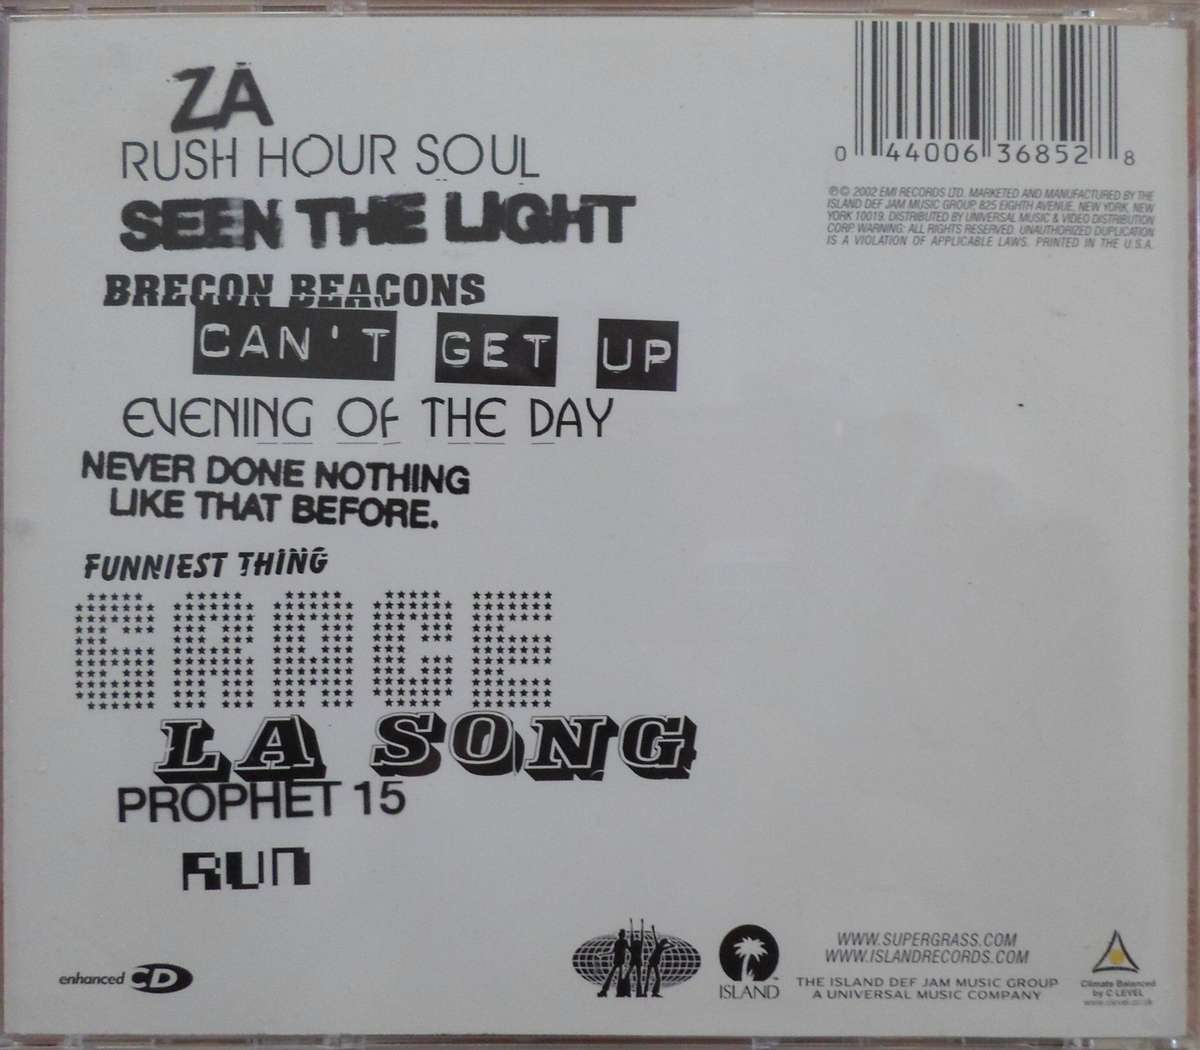 ZA
RUSH HOUR SOUL
SEEN THE LIGHT
BRECON BEACONS
CAN'T GET UP
EVENING OF THE DAY
NEVER DONE NOTHING
LIKE THAT BEFORE.
FUNNIEST THING
GRACE
LA SONG
PROPHET 15
RUN
0 44006 36852 8
℗© 2002 EMI RECORDS LTD. MARKETED AND MANUFACTURED BY THE
ISLAND DEF JAM MUSIC GROUP, 825 EIGHTH AVENUE, NEW YORK, NEW
YORK 10019. DISTRIBUTED BY UNIVERSAL MUSIC & VIDEO DISTRIBUTION
CORP. WARNING: ALL RIGHTS RESERVED. UNAUTHORIZED DUPLICATION
IS A VIOLATION OF APPLICABLE LAWS. PRINTED IN THE U.S.A.
enhanced CD
ISLAND™
WWW.SUPERGRASS.COM
WWW.ISLANDRECORDS.COM
THE ISLAND DEF JAM MUSIC GROUP
A UNIVERSAL MUSIC COMPANY
Climate Balanced
by C LEVEL
www.clevel.co.uk